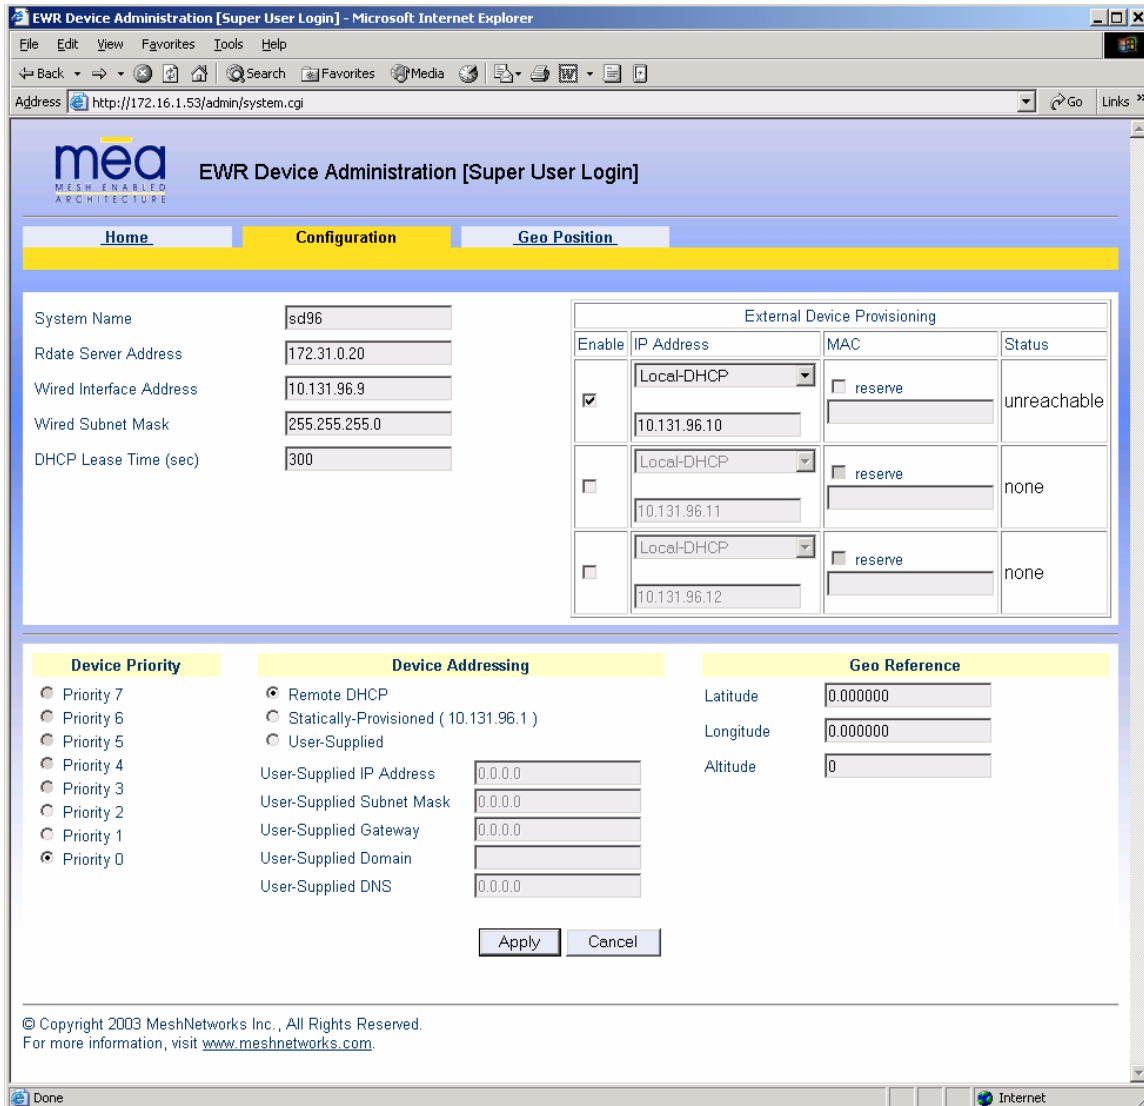 EWR Device Administration [Super User Login] - Microsoft Internet Explorer
File Edit View Favorites Tools Help
Back Search Favorites Media
Address http://172.16.1.53/admin/system.cgi Go Links »
mea
MESH ENABLED
ARCHITECTURE
EWR Device Administration [Super User Login]
Home Configuration Geo Position
System Name sd96
Rdate Server Address 172.31.0.20
Wired Interface Address 10.131.96.9
Wired Subnet Mask 255.255.255.0
DHCP Lease Time (sec) 300
External Device Provisioning
Enable IP Address MAC Status
Local-DHCP reserve unreachable
10.131.96.10
Local-DHCP reserve none
10.131.96.11
Local-DHCP reserve none
10.131.96.12
Device Priority
Priority 7
Priority 6
Priority 5
Priority 4
Priority 3
Priority 2
Priority 1
Priority 0
Device Addressing
Remote DHCP
Statically-Provisioned ( 10.131.96.1 )
User-Supplied
User-Supplied IP Address 0.0.0.0
User-Supplied Subnet Mask 0.0.0.0
User-Supplied Gateway 0.0.0.0
User-Supplied Domain
User-Supplied DNS 0.0.0.0
Geo Reference
Latitude 0.000000
Longitude 0.000000
Altitude 0
Apply Cancel
© Copyright 2003 MeshNetworks Inc., All Rights Reserved.
For more information, visit www.meshnetworks.com.
Done Internet